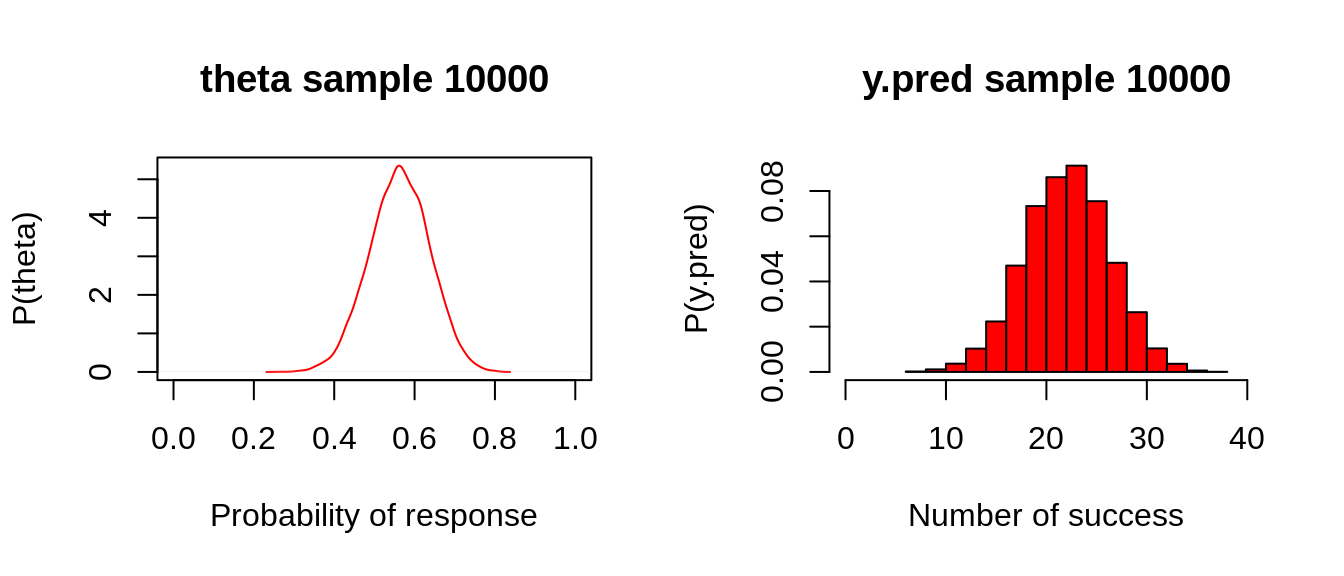 theta sample 10000
P(theta)
4
2
0
0.0 0.2 0.4 0.6 0.8 1.0
Probability of response
y.pred sample 10000
P(y.pred)
0.08
0.04
0.00
0 10 20 30 40
Number of success